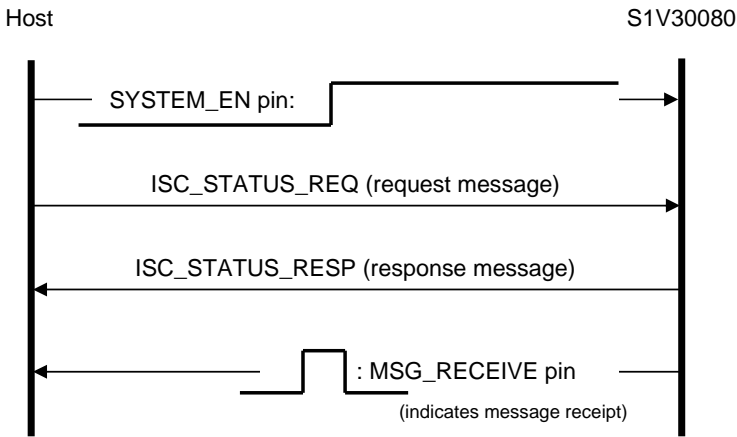 Host
S1V30080
SYSTEM_EN pin:
ISC_STATUS_REQ (request message)
ISC_STATUS_RESP (response message)
: MSG_RECEIVE pin
(indicates message receipt)